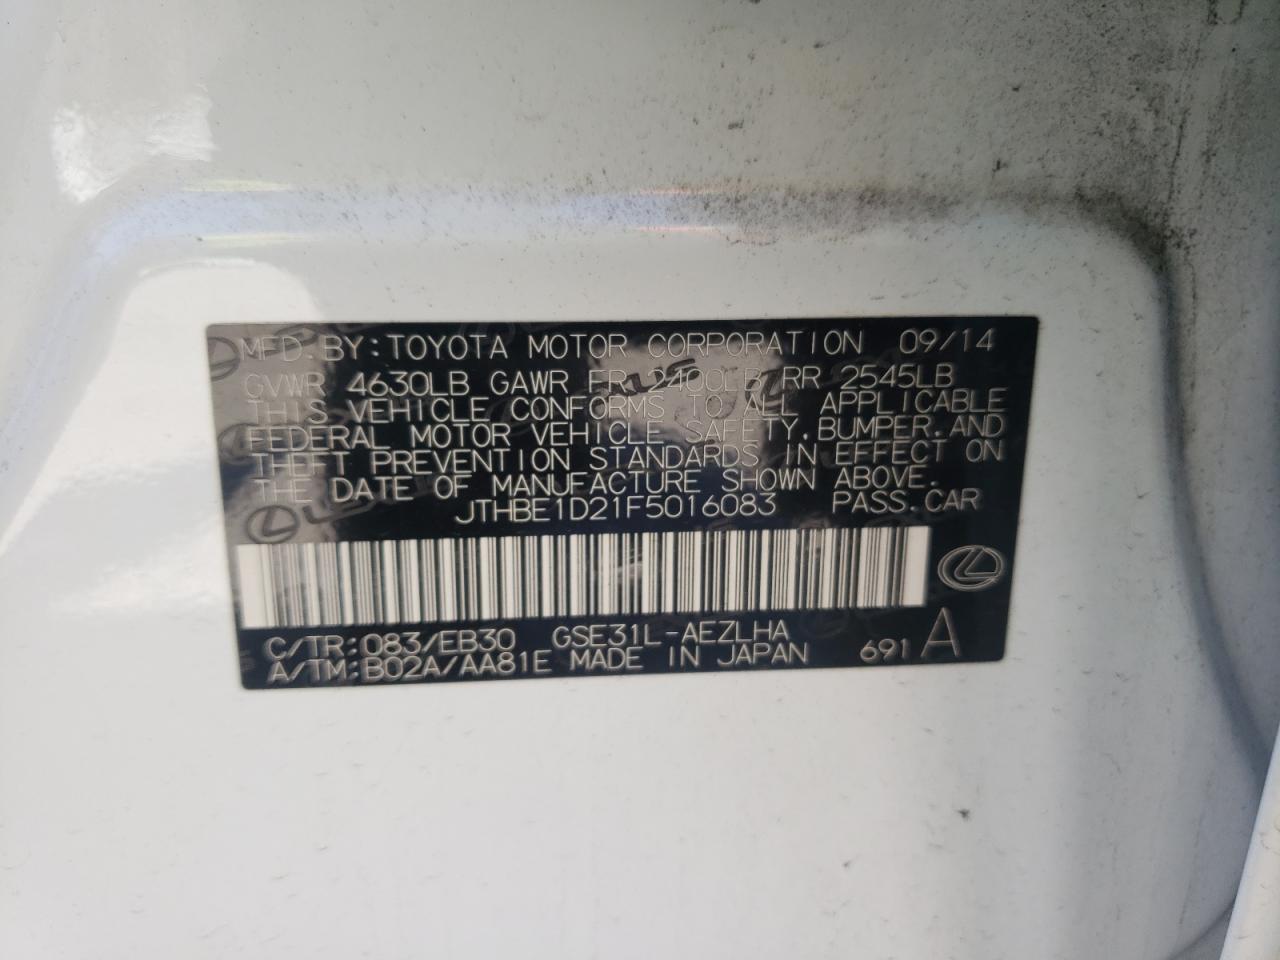 MFD. BY: TOYOTA MOTOR CORPORATION 09/14
GVWR 4630LB GAWR FR 2400LB RR 2545LB
THIS VEHICLE CONFORMS TO ALL APPLICABLE
FEDERAL MOTOR VEHICLE SAFETY, BUMPER, AND
THEFT PREVENTION STANDARDS IN EFFECT ON
THE DATE OF MANUFACTURE SHOWN ABOVE.
JTHBE1D21F5016083 PASS. CAR
C/TR: 083/EB30 GSE31L-AEZLHA
A/TM: B02A/AA81E MADE IN JAPAN 691 A